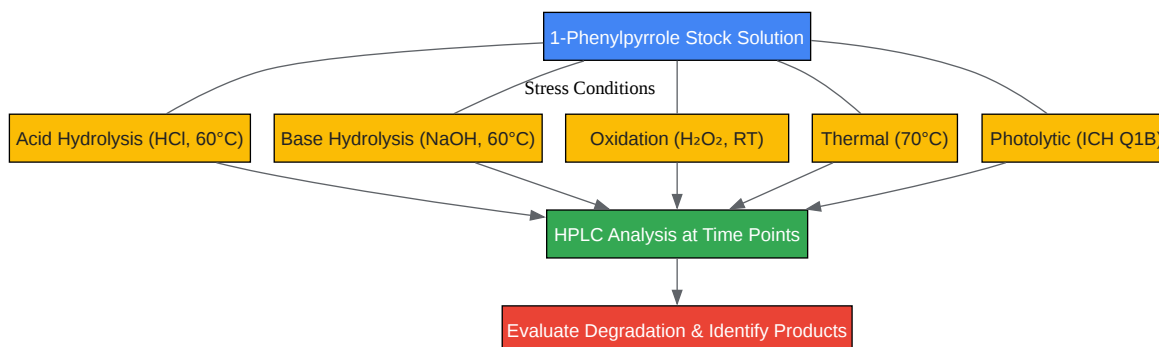 1-Phenylpyrrole Stock Solution
Stress Conditions
Acid Hydrolysis (HCl, 60°C)
Base Hydrolysis (NaOH, 60°C)
Oxidation (H₂O₂, RT)
Thermal (70°C)
Photolytic (ICH Q1B)
HPLC Analysis at Time Points
Evaluate Degradation & Identify Products